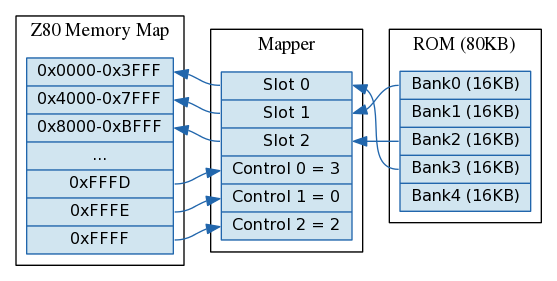 Z80 Memory Map
0x0000-0x3FFF
0x4000-0x7FFF
0x8000-0xBFFF
...
0xFFFD
0xFFFE
0xFFFF
Mapper
Slot 0
Slot 1
Slot 2
Control 0 = 3
Control 1 = 0
Control 2 = 2
ROM (80KB)
Bank0 (16KB)
Bank1 (16KB)
Bank2 (16KB)
Bank3 (16KB)
Bank4 (16KB)